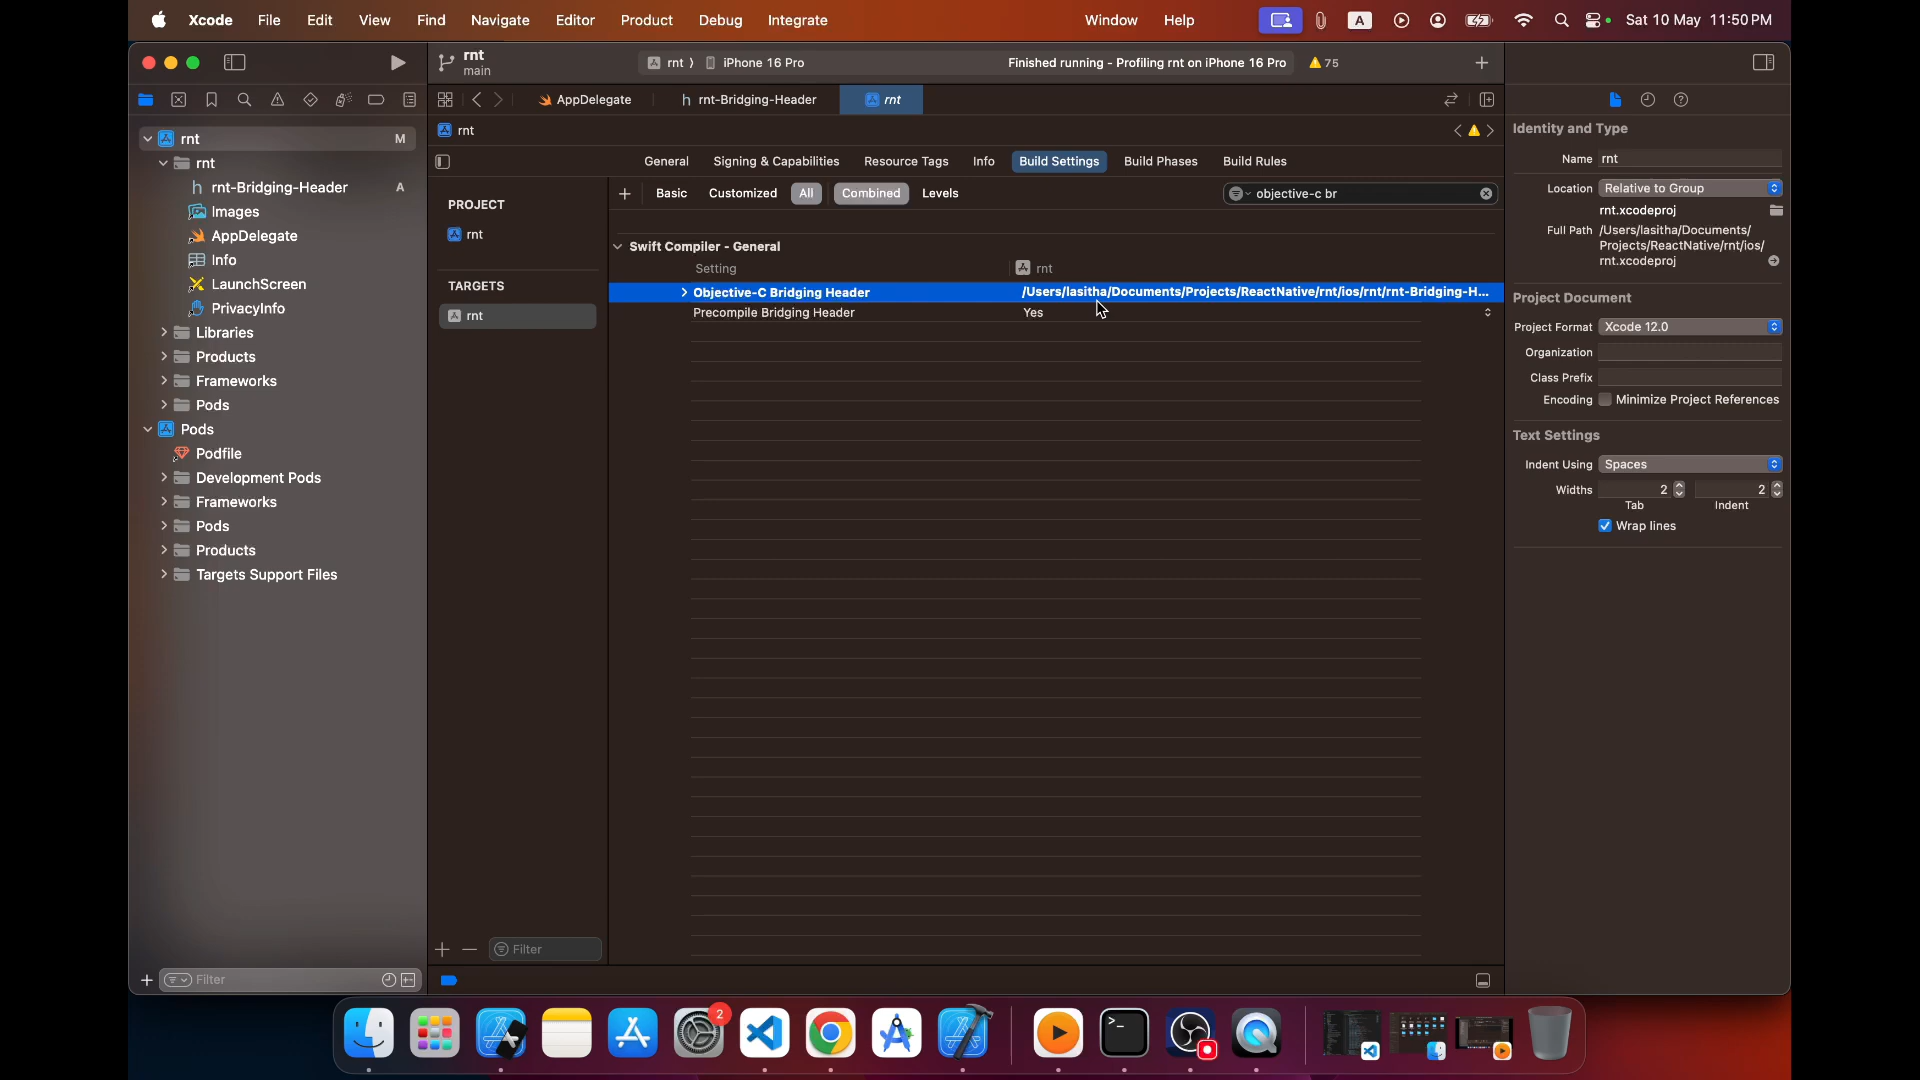 Xcode File Edit View Find Navigate Editor Product Debug Integrate Window Help A Sat 10 May 11:50 PM
rnt
main
rnt ⟩ iPhone 16 Pro Finished running - Profiling rnt on iPhone 16 Pro 75
AppDelegate h rnt-Bridging-Header rnt
rnt
General Signing & Capabilities Resource Tags Info Build Settings Build Phases Build Rules
Basic Customized All Combined Levels objective-c br
rnt M
rnt
h rnt-Bridging-Header A
Images
AppDelegate
Info
LaunchScreen
PrivacyInfo
Libraries
Products
Frameworks
Pods
Pods
Podfile
Development Pods
Frameworks
Pods
Products
Targets Support Files
Filter
PROJECT
rnt
TARGETS
rnt
Filter
Swift Compiler - General
Setting rnt
Objective-C Bridging Header /Users/lasitha/Documents/Projects/ReactNative/rnt/ios/rnt/rnt-Bridging-H...
Precompile Bridging Header Yes
Identity and Type
Name rnt
Location Relative to Group
rnt.xcodeproj
Full Path /Users/lasitha/Documents/
Projects/ReactNative/rnt/ios/
rnt.xcodeproj
Project Document
Project Format Xcode 12.0
Organization
Class Prefix
Encoding Minimize Project References
Text Settings
Indent Using Spaces
Widths 2 2
Tab Indent
Wrap lines
2
>_